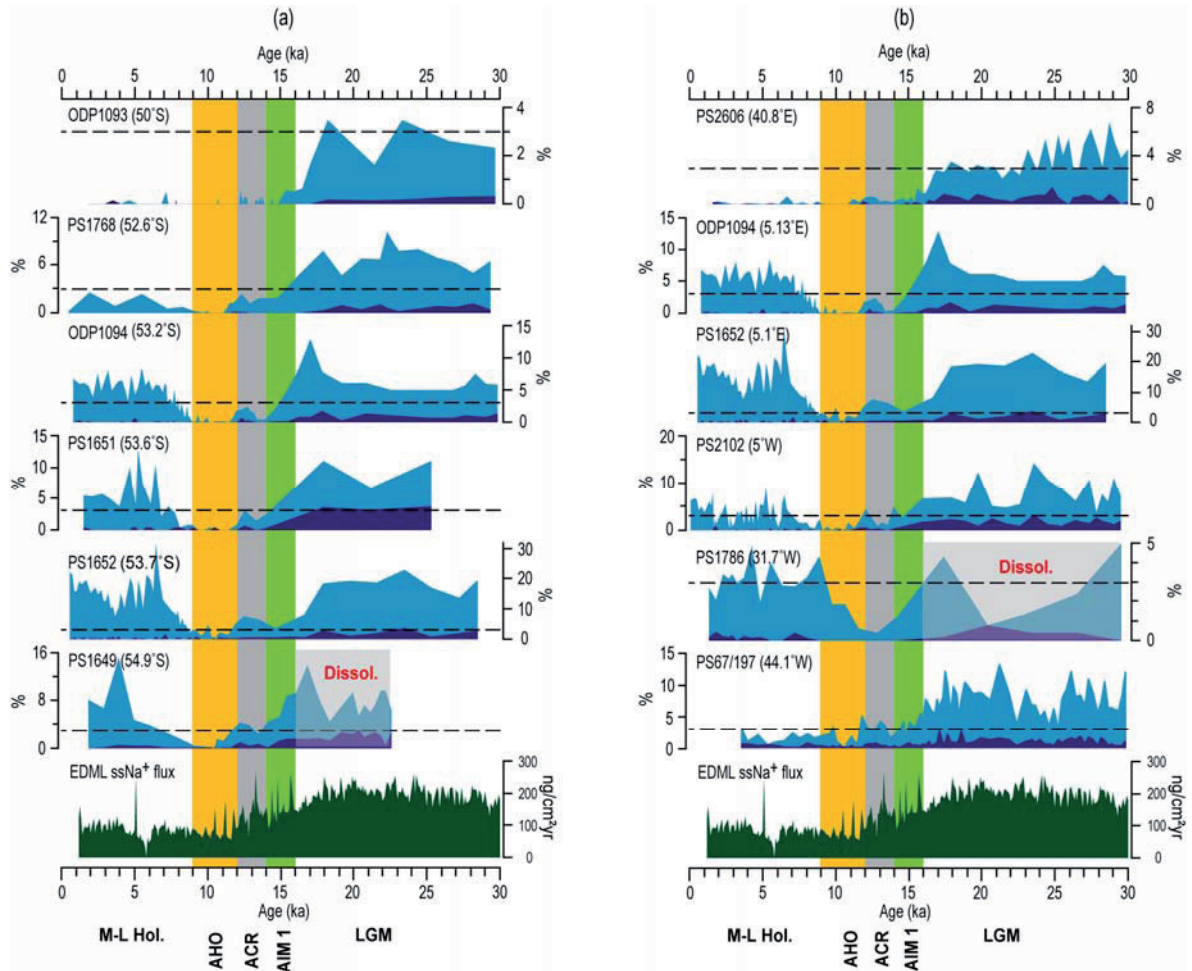 (a)
Age (ka)
0 5 10 15 20 25 30
ODP1093 (50°S)
4
2
0
%
PS1768 (52.6°S)
12
6
0
%
ODP1094 (53.2°S)
15
10
5
0
%
PS1651 (53.6°S)
15
10
5
0
%
PS1652 (53.7°S)
30
20
10
0
%
PS1649 (54.9°S)
Dissol.
16
8
0
%
EDML ssNa+ flux
300
200
100
0
ng/cm²yr
0 5 10 15 20 25 30
Age (ka)
M-L Hol.
AHO
ACR
AIM 1
LGM
(b)
Age (ka)
0 5 10 15 20 25 30
PS2606 (40.8°E)
8
4
0
%
ODP1094 (5.13°E)
15
10
5
0
%
PS1652 (5.1°E)
30
20
10
0
%
PS2102 (5°W)
20
10
0
%
PS1786 (31.7°W)
Dissol.
5
0
%
PS67/197 (44.1°W)
15
10
5
0
%
EDML ssNa+ flux
300
200
100
0
ng/cm²yr
0 5 10 15 20 25 30
Age (ka)
M-L Hol.
AHO
ACR
AIM 1
LGM